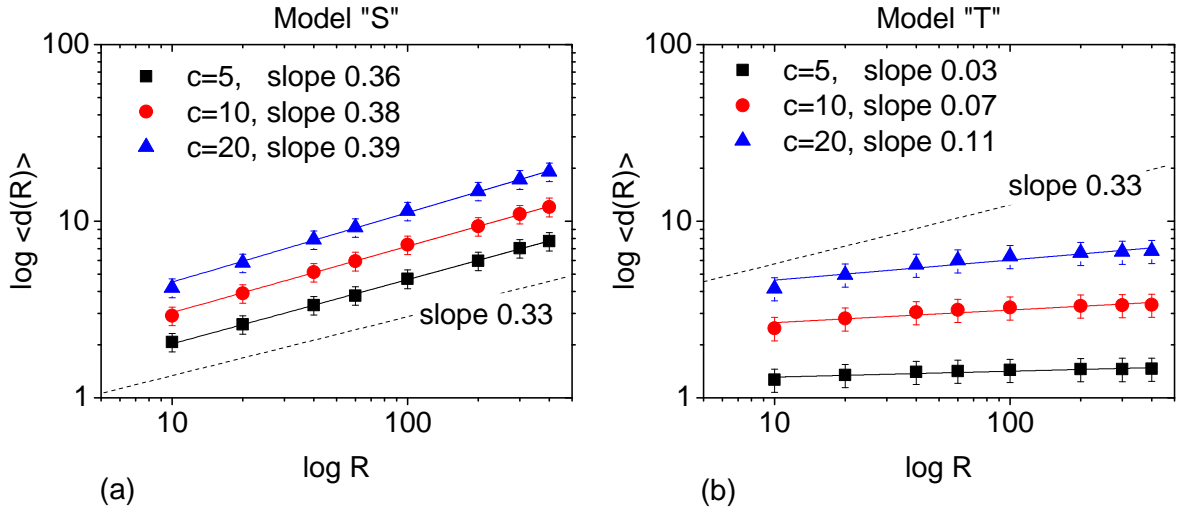 Model "S"
100
10
1
log <d(R)>
c=5, slope 0.36
c=10, slope 0.38
c=20, slope 0.39
slope 0.33
10
100
log R
(a)
Model "T"
100
10
1
log <d(R)>
c=5, slope 0.03
c=10, slope 0.07
c=20, slope 0.11
slope 0.33
10
100
log R
(b)